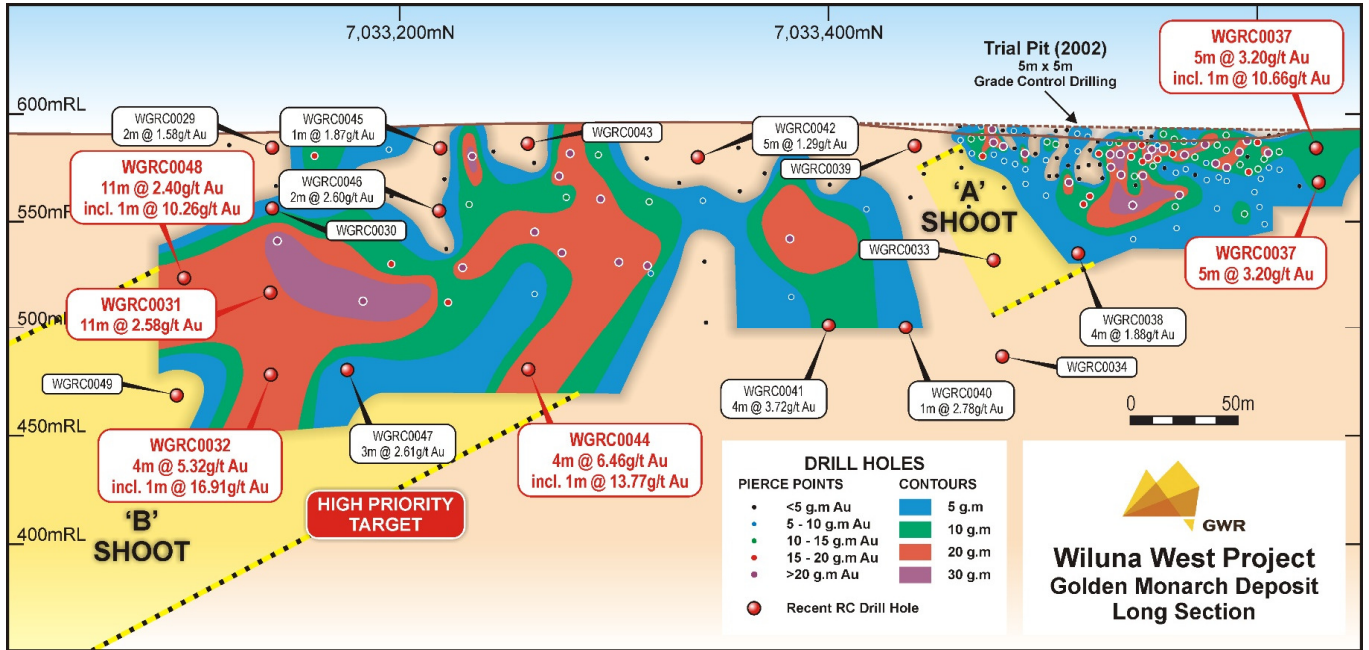 7,033,200mN
7,033,400mN
600mRL
550mRL
500mRL
450mRL
400mRL
WGRC0029
2m @ 1.58g/t Au
WGRC0045
1m @ 1.87g/t Au
WGRC0043
WGRC0042
5m @ 1.29g/t Au
WGRC0039
Trial Pit (2002)
5m x 5m
Grade Control Drilling
WGRC0037
5m @ 3.20g/t Au
incl. 1m @ 10.66g/t Au
WGRC0048
11m @ 2.40g/t Au
incl. 1m @ 10.26g/t Au
WGRC0046
2m @ 2.60g/t Au
WGRC0030
'A'
SHOOT
WGRC0033
WGRC0037
5m @ 3.20g/t Au
WGRC0031
11m @ 2.58g/t Au
WGRC0038
4m @ 1.88g/t Au
WGRC0034
WGRC0049
WGRC0041
4m @ 3.72g/t Au
WGRC0040
1m @ 2.78g/t Au
0 50m
WGRC0032
4m @ 5.32g/t Au
incl. 1m @ 16.91g/t Au
WGRC0047
3m @ 2.61g/t Au
WGRC0044
4m @ 6.46g/t Au
incl. 1m @ 13.77g/t Au
HIGH PRIORITY
TARGET
'B'
SHOOT
DRILL HOLES
PIERCE POINTS CONTOURS
<5 g.m Au 5 g.m
5 - 10 g.m Au 10 g.m
10 - 15 g.m Au
15 - 20 g.m Au 20 g.m
>20 g.m Au 30 g.m
Recent RC Drill Hole
GWR
Wiluna West Project
Golden Monarch Deposit
Long Section